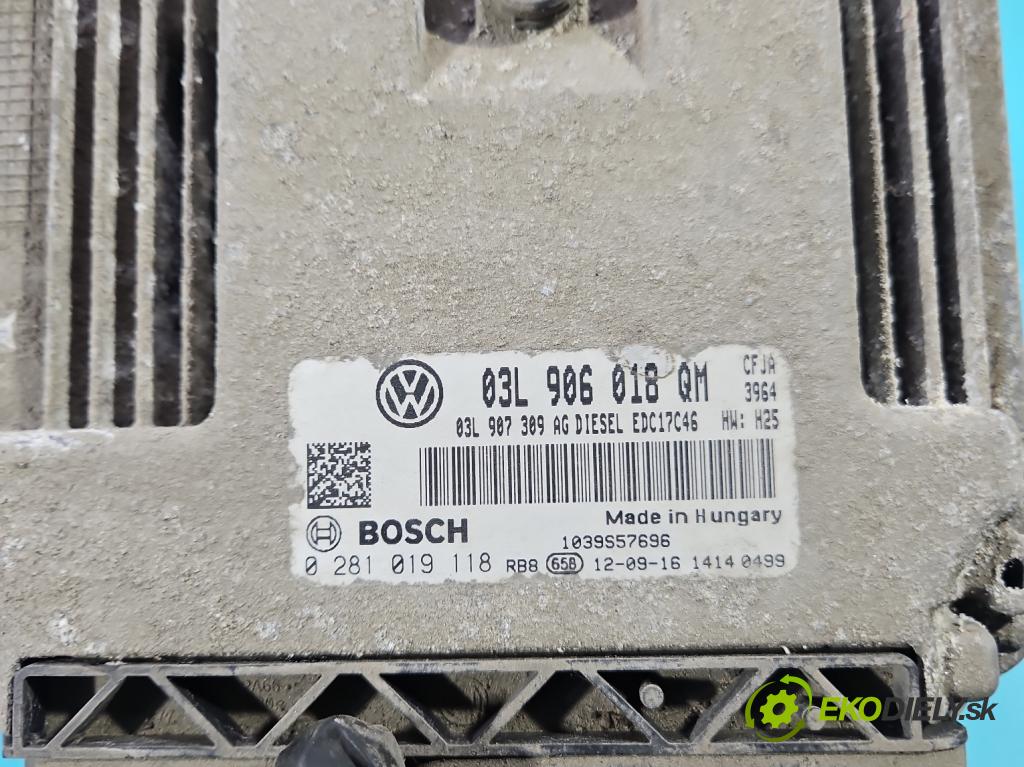 03L 906 018 QM CFJA
3964
03L 907 309 AG DIESEL EDC17C46 HW: H25
BOSCH Made in Hungary
1039S57696
0 281 019 118 RB8 658 12-09-16 1414 0499
EKODIELY.sk